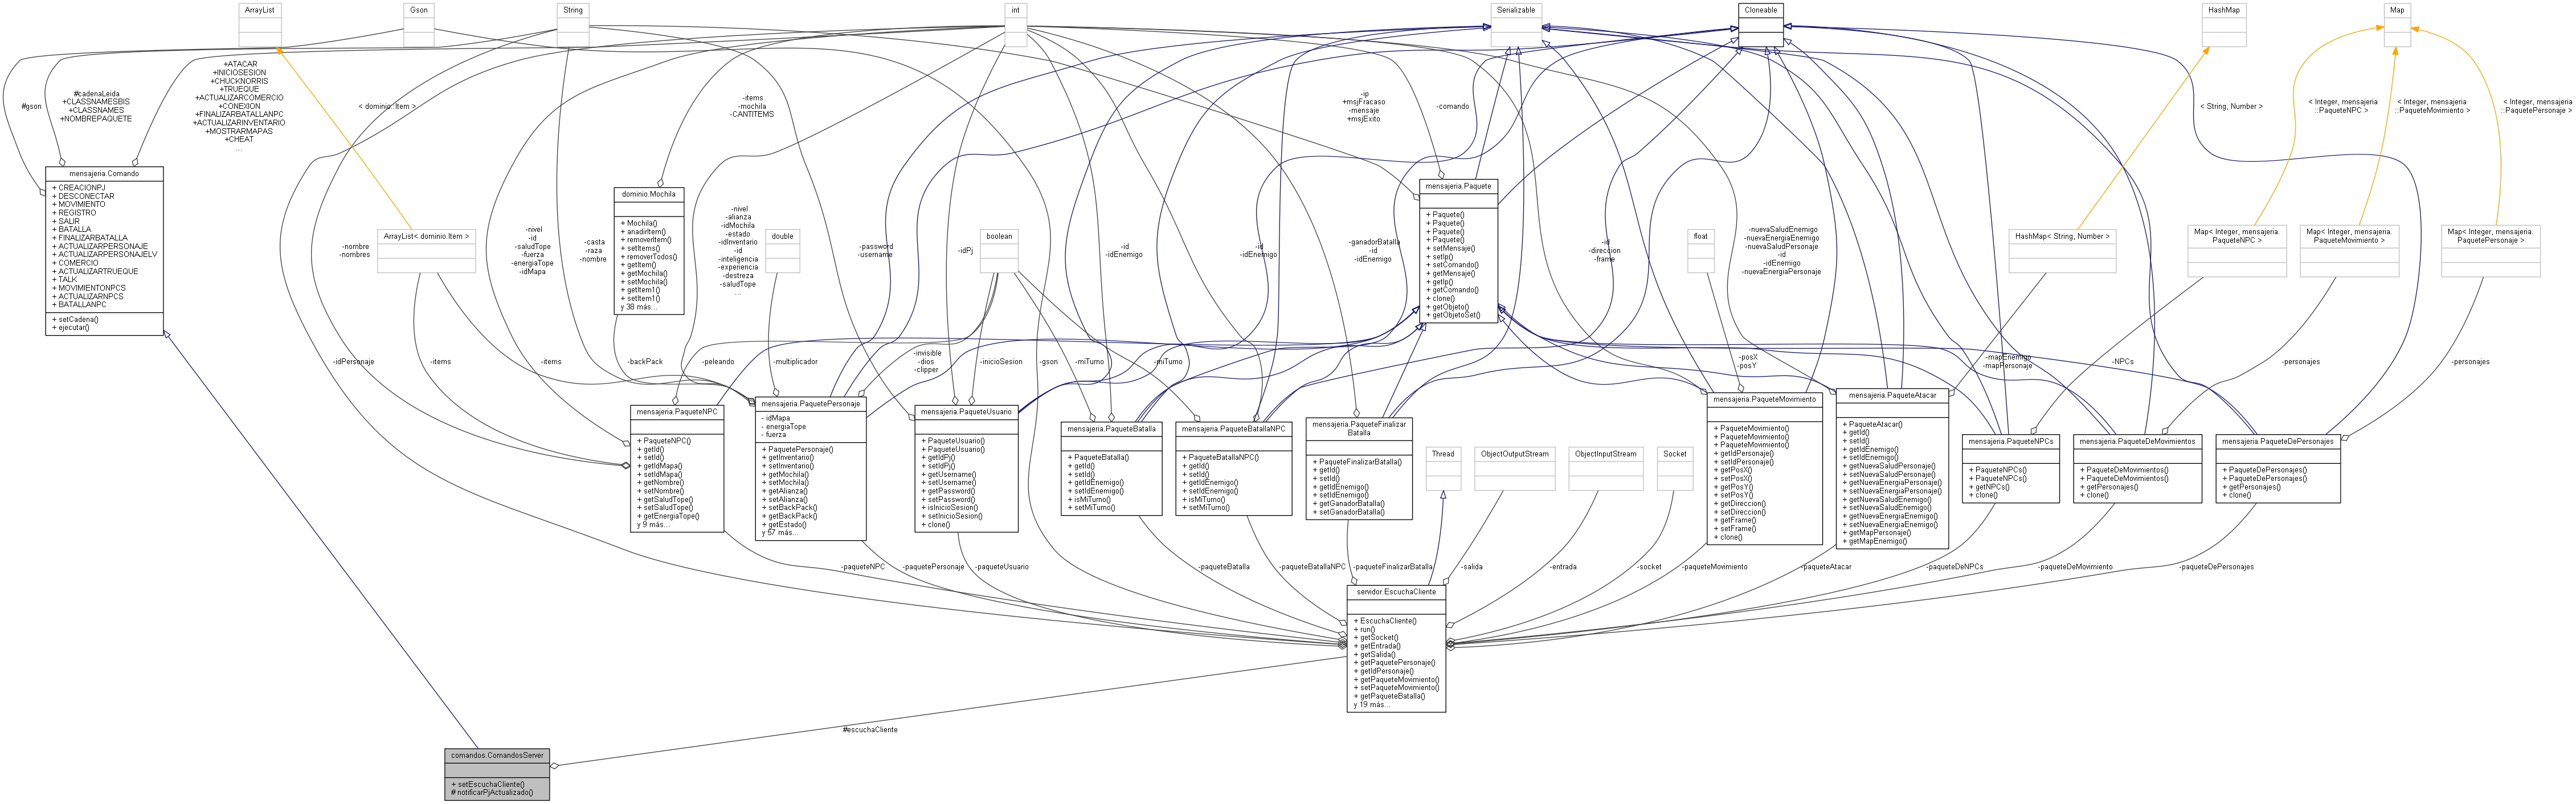 ArrayList
Gson
String
int
Serializable
Cloneable
HashMap
Map
#gson
#cadenaLeida
+CLASSNAMESBIS
+CLASSNAMES
+NOMBREPAQUETE
+ATACAR
+INICIOSESION
+CHUCKNORRIS
+TRUEQUE
+ACTUALIZARCOMERCIO
+CONEXION
+FINALIZARBATALLANPC
+ACTUALIZARINVENTARIO
+MOSTRARMAPAS
+CHEAT
...
< dominio::Item >
-items
-mochila
-CANTITEMS
-ip
+msjFracaso
-mensaje
+msjExito
-comando
< String, Number >
< Integer, mensajeria
::PaqueteNPC >
< Integer, mensajeria
::PaqueteMovimiento >
< Integer, mensajeria
::PaquetePersonaje >
mensajeria.Comando
+ CREACIONPJ
+ DESCONECTAR
+ MOVIMIENTO
+ REGISTRO
+ SALIR
+ BATALLA
+ FINALIZARBATALLA
+ ACTUALIZARPERSONAJE
+ ACTUALIZARPERSONAJELV
+ COMERCIO
+ ACTUALIZARTRUEQUE
+ TALK
+ MOVIMIENTONPCS
+ ACTUALIZARNPCS
+ BATALLANPC
+ setCadena()
+ ejecutar()
dominio.Mochila
+ Mochila()
+ anadirItem()
+ removerItem()
+ setItems()
+ removerTodos()
+ getItem()
+ getMochila()
+ setMochila()
+ getItem1()
+ setItem1()
y 38 más...
mensajeria.Paquete
+ Paquete()
+ Paquete()
+ Paquete()
+ Paquete()
+ setMensaje()
+ setIp()
+ setComando()
+ getMensaje()
+ getIp()
+ getComando()
+ clone()
+ getObjeto()
+ getObjetoSet()
-nombre
-nombres
ArrayList< dominio.Item >
-nivel
-id
-saludTope
-fuerza
-energiaTope
-idMapa
-casta
-raza
-nombre
-nivel
-alianza
-idMochila
-estado
-idInventario
-id
-inteligencia
-experiencia
-destreza
-saludTope
...
double
-password
-username
-idPj
boolean
-id
-idEnemigo
-id
-idEnemigo
-ganadorBatalla
-id
-idEnemigo
-id
-direccion
-frame
float
-nuevaSaludEnemigo
-nuevaEnergiaEnemigo
-nuevaSaludPersonaje
-id
-idEnemigo
-nuevaEnergiaPersonaje
HashMap< String, Number >
Map< Integer, mensajeria.
PaqueteNPC >
Map< Integer, mensajeria.
PaqueteMovimiento >
Map< Integer, mensajeria.
PaquetePersonaje >
-idPersonaje
-items
-items
-backPack
-peleando
-multiplicador
-invisible
-dios
-clipper
-inicioSesion
-gson
-miTurno
-miTurno
-posX
-posY
-mapEnemigo
-mapPersonaje
-NPCs
-personajes
-personajes
mensajeria.PaqueteNPC
+ PaqueteNPC()
+ getId()
+ setId()
+ getIdMapa()
+ setIdMapa()
+ getNombre()
+ setNombre()
+ getSaludTope()
+ setSaludTope()
+ getEnergiaTope()
y 9 más...
mensajeria.PaquetePersonaje
- idMapa
- energiaTope
- fuerza
+ PaquetePersonaje()
+ getInventario()
+ setInventario()
+ getMochila()
+ setMochila()
+ getAlianza()
+ setAlianza()
+ setBackPack()
+ getBackPack()
+ getEstado()
y 57 más...
mensajeria.PaqueteUsuario
+ PaqueteUsuario()
+ PaqueteUsuario()
+ getIdPj()
+ setIdPj()
+ getUsername()
+ setUsername()
+ getPassword()
+ setPassword()
+ isInicioSesion()
+ setInicioSesion()
+ clone()
mensajeria.PaqueteBatalla
+ PaqueteBatalla()
+ getId()
+ setId()
+ getIdEnemigo()
+ setIdEnemigo()
+ isMiTurno()
+ setMiTurno()
mensajeria.PaqueteBatallaNPC
+ PaqueteBatallaNPC()
+ getId()
+ setId()
+ getIdEnemigo()
+ setIdEnemigo()
+ isMiTurno()
+ setMiTurno()
mensajeria.PaqueteFinalizar
Batalla
+ PaqueteFinalizarBatalla()
+ getId()
+ setId()
+ getIdEnemigo()
+ setIdEnemigo()
+ getGanadorBatalla()
+ setGanadorBatalla()
Thread
ObjectOutputStream
ObjectInputStream
Socket
mensajeria.PaqueteMovimiento
+ PaqueteMovimiento()
+ PaqueteMovimiento()
+ PaqueteMovimiento()
+ getIdPersonaje()
+ setIdPersonaje()
+ getPosX()
+ setPosX()
+ getPosY()
+ setPosY()
+ getDireccion()
+ setDireccion()
+ getFrame()
+ setFrame()
+ clone()
mensajeria.PaqueteAtacar
+ PaqueteAtacar()
+ getId()
+ setId()
+ getIdEnemigo()
+ setIdEnemigo()
+ getNuevaSaludPersonaje()
+ setNuevaSaludPersonaje()
+ getNuevaEnergiaPersonaje()
+ setNuevaEnergiaPersonaje()
+ getNuevaSaludEnemigo()
+ setNuevaSaludEnemigo()
+ getNuevaEnergiaEnemigo()
+ setNuevaEnergiaEnemigo()
+ getMapPersonaje()
+ getMapEnemigo()
mensajeria.PaqueteNPCs
+ PaqueteNPCs()
+ PaqueteNPCs()
+ getNPCs()
+ clone()
mensajeria.PaqueteDeMovimientos
+ PaqueteDeMovimientos()
+ PaqueteDeMovimientos()
+ getPersonajes()
+ clone()
mensajeria.PaqueteDePersonajes
+ PaqueteDePersonajes()
+ PaqueteDePersonajes()
+ getPersonajes()
+ clone()
-paqueteNPC
-paquetePersonaje
-paqueteUsuario
-paqueteBatalla
-paqueteBatallaNPC
-paqueteFinalizarBatalla
-salida
-entrada
-socket
-paqueteMovimiento
-paqueteAtacar
-paqueteDeNPCs
-paqueteDeMovimiento
-paqueteDePersonajes
servidor.EscuchaCliente
+ EscuchaCliente()
+ run()
+ getSocket()
+ getEntrada()
+ getSalida()
+ getPaquetePersonaje()
+ getIdPersonaje()
+ getPaqueteMovimiento()
+ setPaqueteMovimiento()
+ getPaqueteBatalla()
y 19 más...
#escuchaCliente
comandos.ComandosServer
+ setEscuchaCliente()
# notificarPjActualizado()